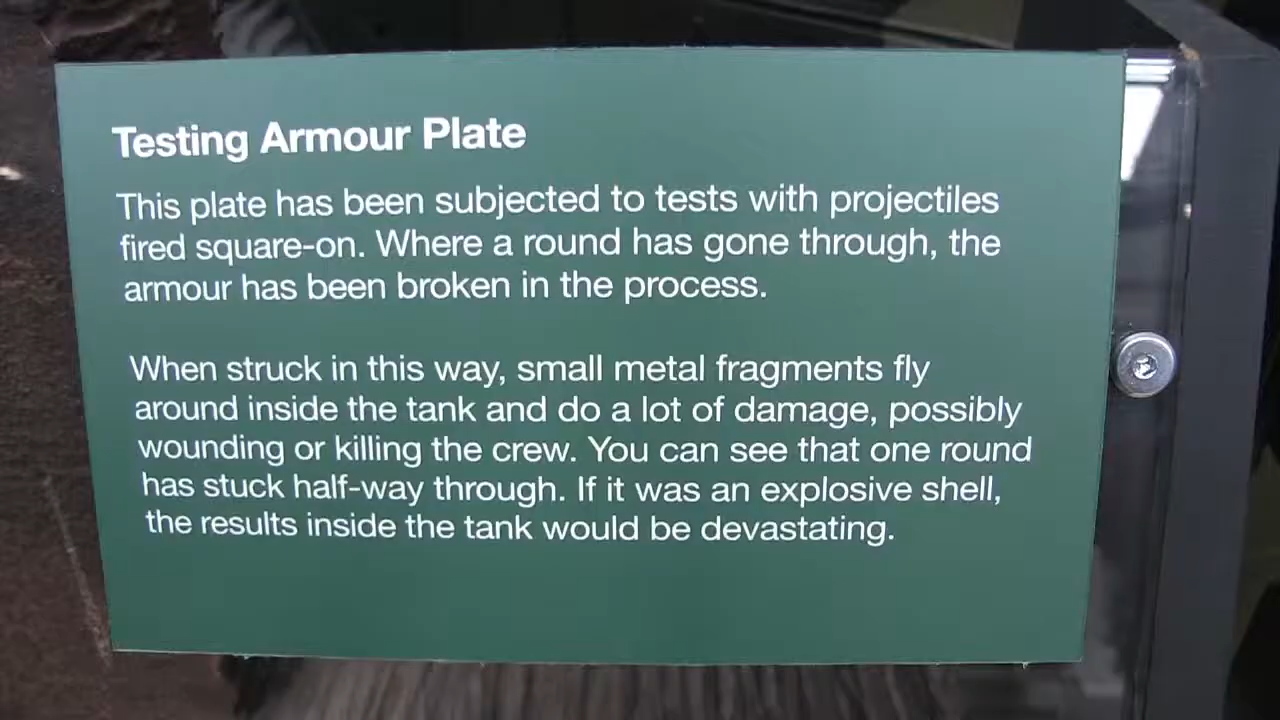 Testing Armour Plate
This plate has been subjected to tests with projectiles
fired square-on. Where a round has gone through, the
armour has been broken in the process.
When struck in this way, small metal fragments fly
around inside the tank and do a lot of damage, possibly
wounding or killing the crew. You can see that one round
has stuck half-way through. If it was an explosive shell,
the results inside the tank would be devastating.